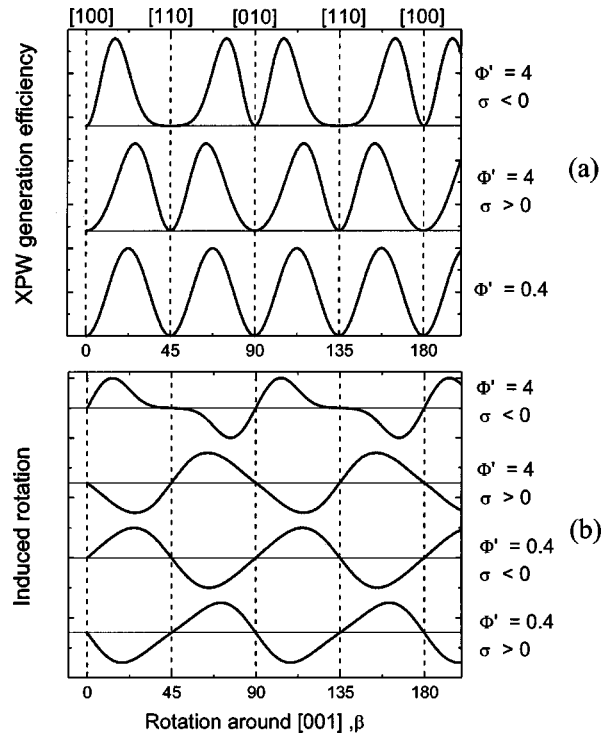 [100] [110] [010] [110] [100]
XPW generation efficiency
Φ' = 4
σ < 0
Φ' = 4
σ > 0
Φ' = 0.4
(a)
0 45 90 135 180
Induced rotation
Φ' = 4
σ < 0
Φ' = 4
σ > 0
Φ' = 0.4
σ < 0
Φ' = 0.4
σ > 0
(b)
0 45 90 135 180
Rotation around [001] ,β